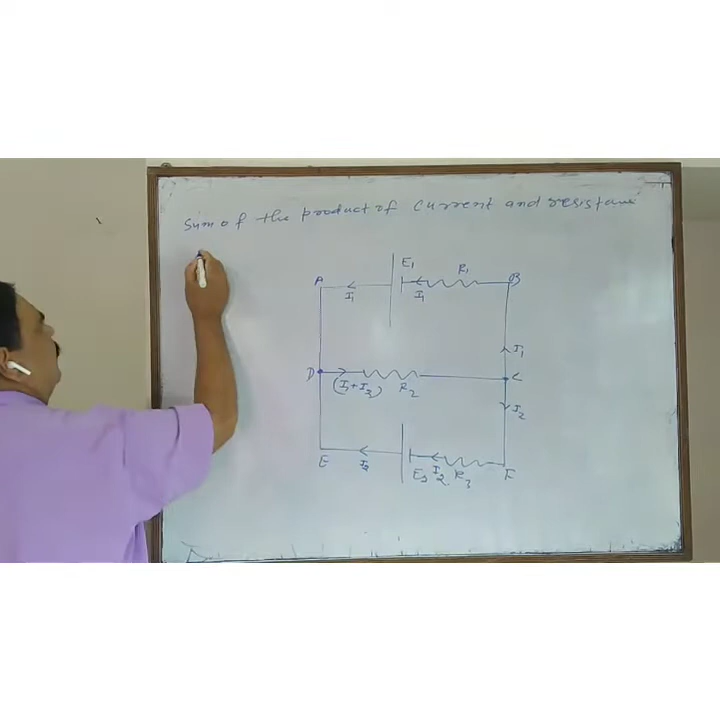 Sum of the product of current and resistance
E1 R1
A B
I1 I1
I1
D C
(I1+I2) R2
I2
E I2 E2 I2 R3 F